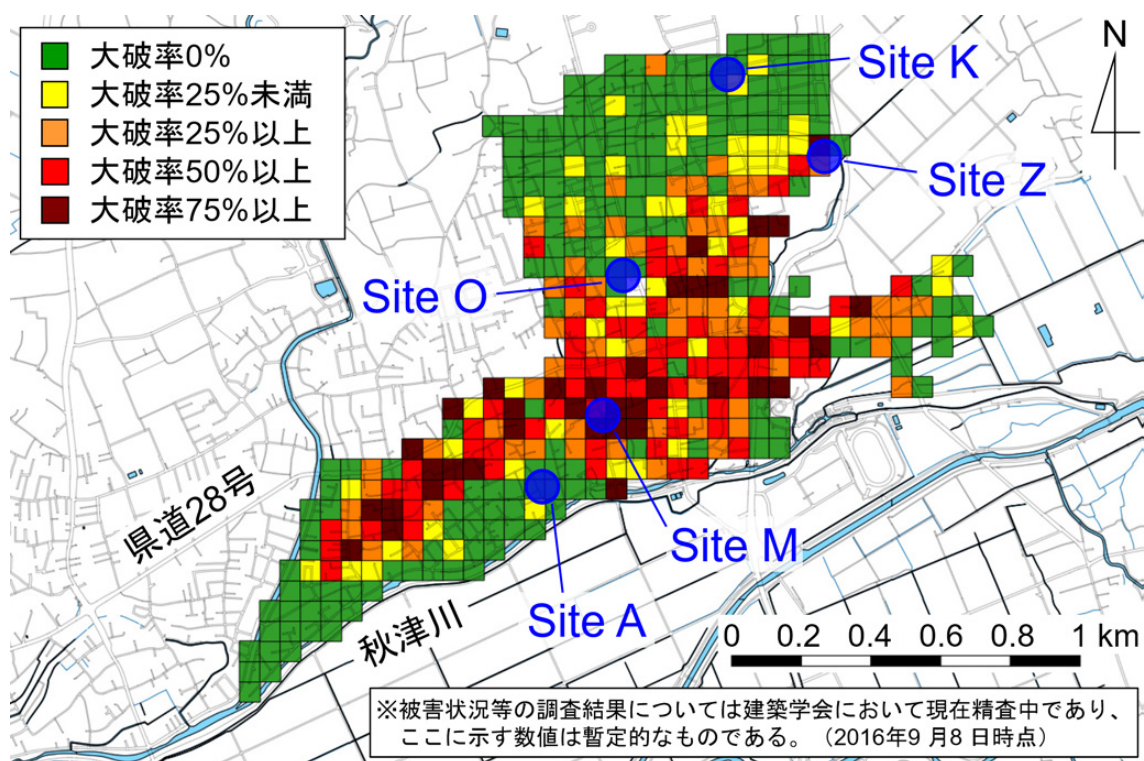 大破率0%
大破率25%未満
大破率25%以上
大破率50%以上
大破率75%以上
N
Site K
Site Z
Site O
Site M
Site A
県道28号
秋津川
0 0.2 0.4 0.6 0.8 1 km
※被害状況等の調査結果については建築学会において現在精査中であり、
ここに示す数値は暫定的なものである。（2016年9月8日時点）